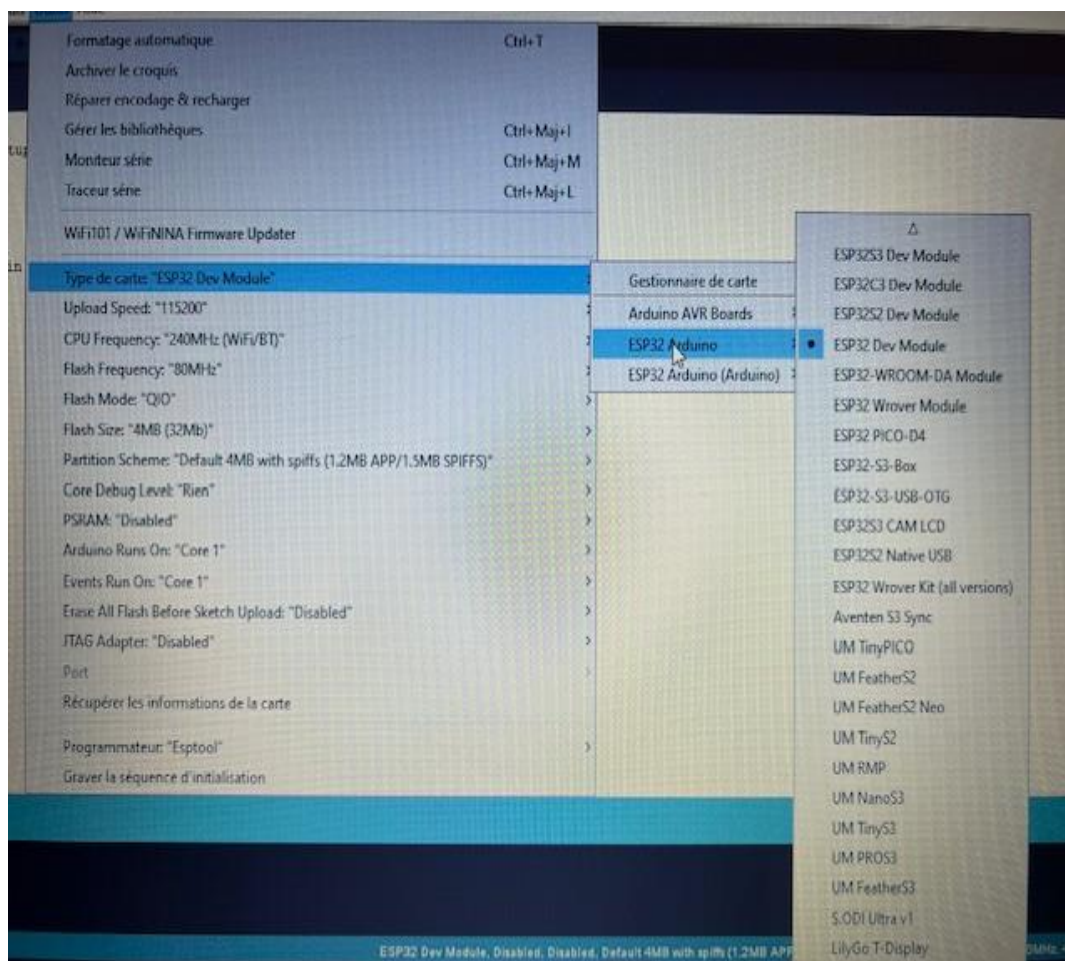 Formatage automatique Ctrl+T
Archiver le croquis
Réparer encodage & recharger
Gérer les bibliothèques Ctrl+Maj+I
Moniteur série Ctrl+Maj+M
Traceur série Ctrl+Maj+L
WiFi101 / WiFiNINA Firmware Updater
Type de carte: "ESP32 Dev Module"
Upload Speed: "115200"
CPU Frequency: "240MHz (WiFi/BT)"
Flash Frequency: "80MHz"
Flash Mode: "QIO"
Flash Size: "4MB (32Mb)"
Partition Scheme: "Default 4MB with spiffs (1.2MB APP/1.5MB SPIFFS)"
Core Debug Level: "Rien"
PSRAM: "Disabled"
Arduino Runs On: "Core 1"
Events Run On: "Core 1"
Erase All Flash Before Sketch Upload: "Disabled"
JTAG Adapter: "Disabled"
Port
Récupérer les informations de la carte
Programmateur: "Esptool"
Graver la séquence d'initialisation
Gestionnaire de carte
Arduino AVR Boards
ESP32 Arduino
ESP32 Arduino (Arduino)
ESP32S3 Dev Module
ESP32C3 Dev Module
ESP32S2 Dev Module
ESP32 Dev Module
ESP32-WROOM-DA Module
ESP32 Wrover Module
ESP32 PICO-D4
ESP32-S3-Box
ESP32-S3-USB-OTG
ESP32S3 CAM LCD
ESP32S2 Native USB
ESP32 Wrover Kit (all versions)
Aventen S3 Sync
UM TinyPICO
UM FeatherS2
UM FeatherS2 Neo
UM TinyS2
UM RMP
UM NanoS3
UM TinyS3
UM PROS3
UM FeatherS3
S.ODI Ultra v1
LilyGo T-Display
ESP32 Dev Module, Disabled, Disabled, Default 4MB with spiffs (1.2MB APP